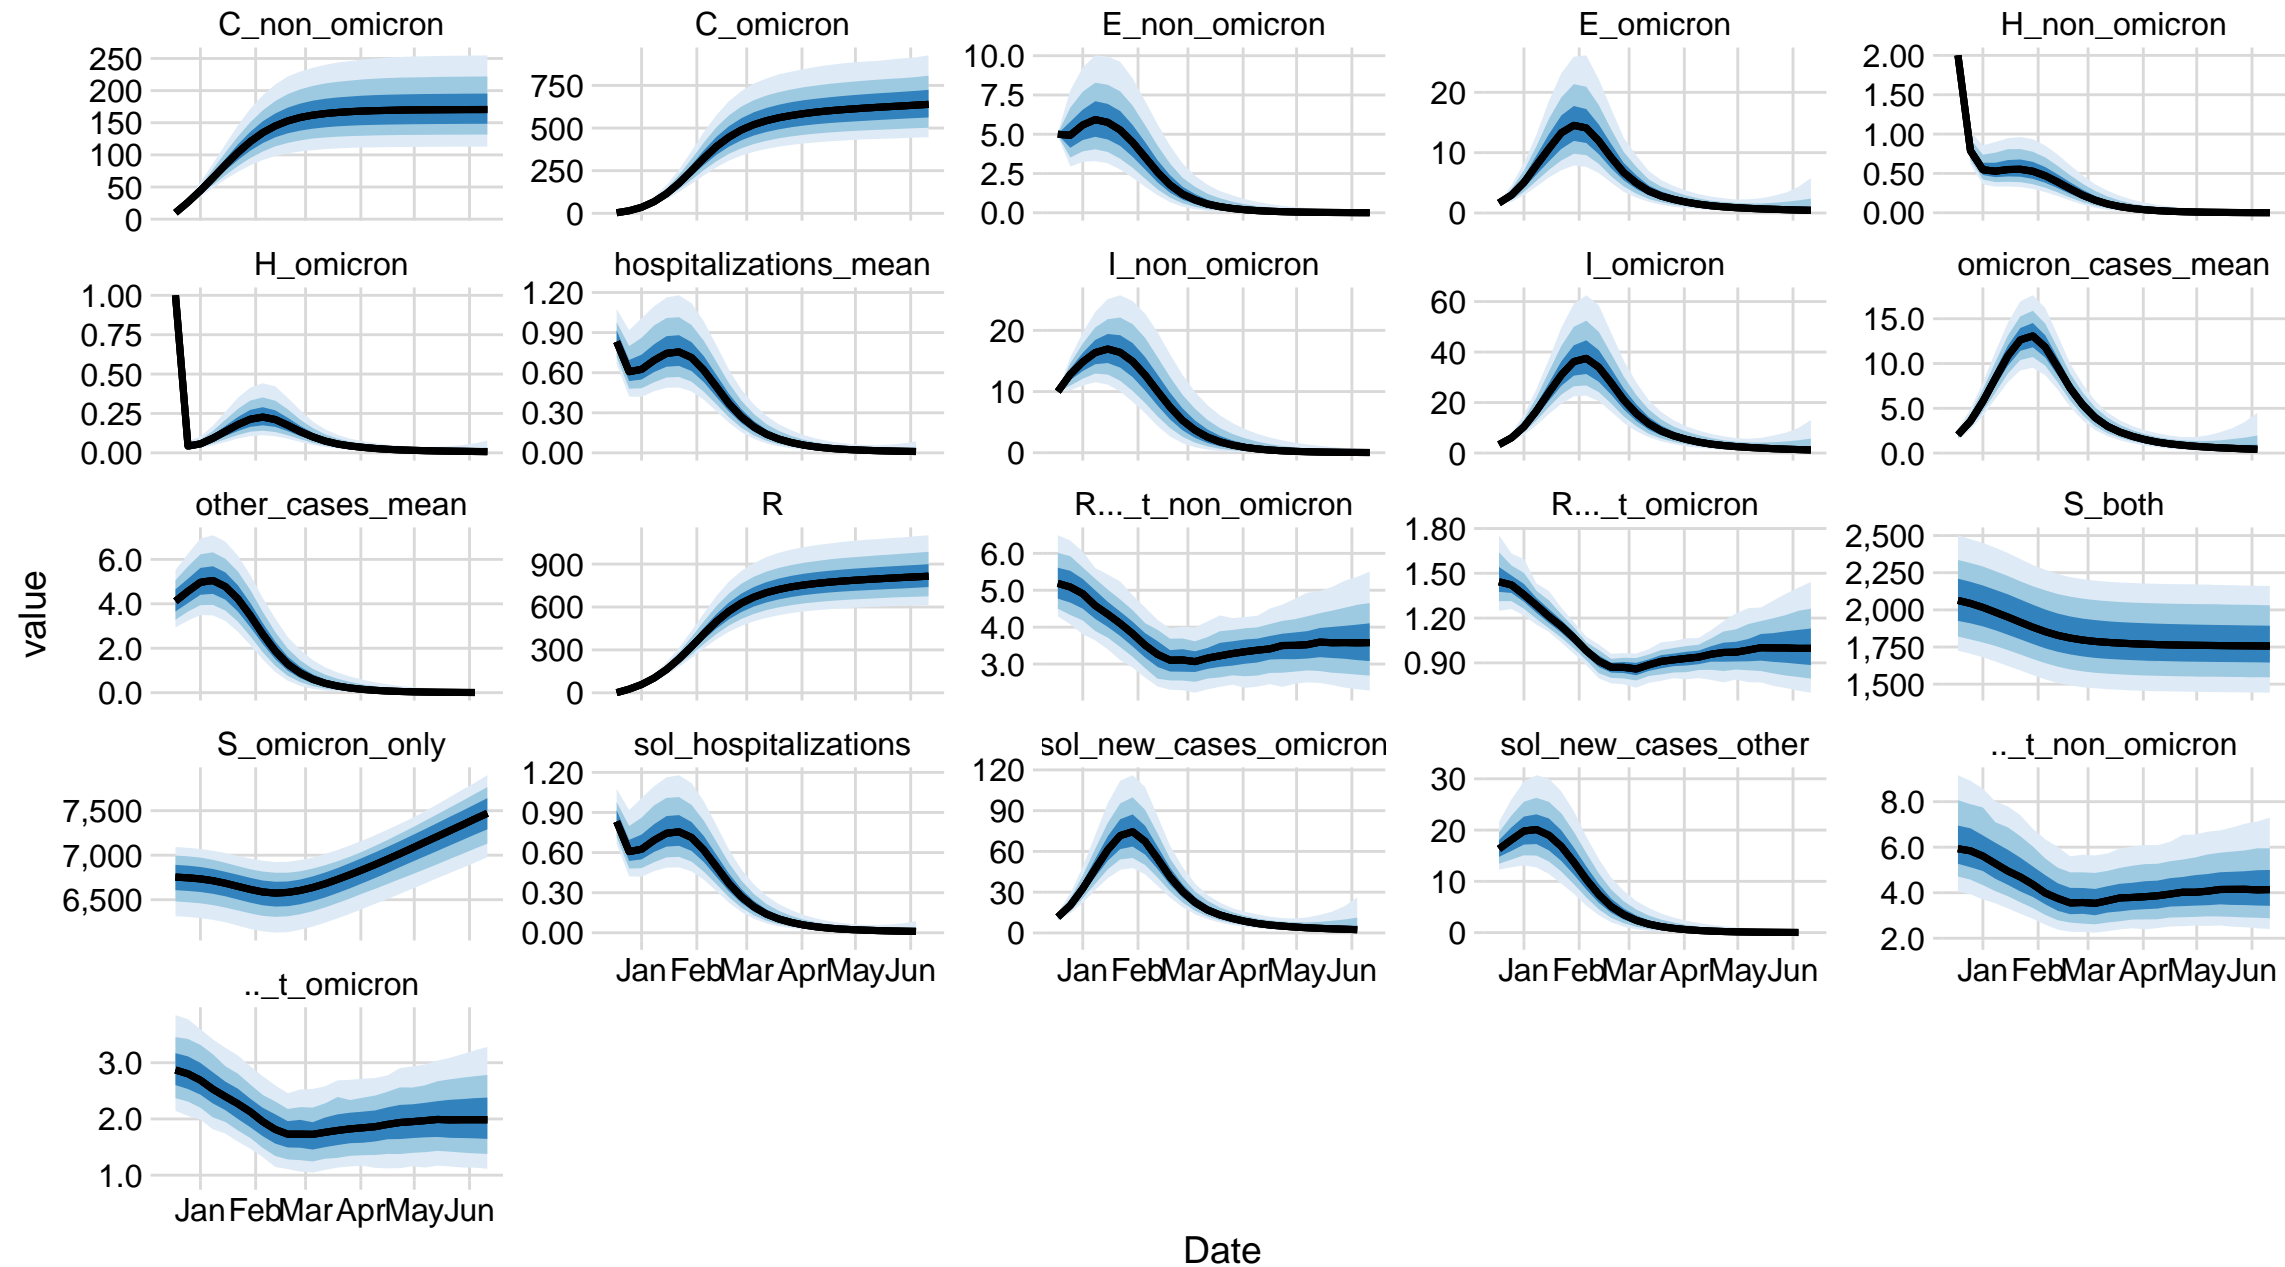 C_non_omicron C_omicron E_non_omicron E_omicron H_non_omicron
250 200 150 100 50 0
750 500 250 0
10.0 7.5 5.0 2.5 0.0
20 10 0
2.00 1.50 1.00 0.50 0.00
H_omicron hospitalizations_mean I_non_omicron I_omicron omicron_cases_mean
1.00 0.75 0.50 0.25 0.00
1.20 0.90 0.60 0.30 0.00
20 10 0
60 40 20 0
15.0 10.0 5.0 0.0
other_cases_mean R R..._t_non_omicron R..._t_omicron S_both
6.0 4.0 2.0 0.0
900 600 300 0
6.0 5.0 4.0 3.0
1.80 1.50 1.20 0.90
2,500 2,250 2,000 1,750 1,500
value
S_omicron_only sol_hospitalizations sol_new_cases_omicron sol_new_cases_other .._t_non_omicron
7,500 7,000 6,500
1.20 0.90 0.60 0.30 0.00
120 90 60 30 0
30 20 10 0
8.0 6.0 4.0 2.0
Jan Feb Mar Apr May Jun Jan Feb Mar Apr May Jun Jan Feb Mar Apr May Jun Jan Feb Mar Apr May Jun
.._t_omicron
3.0 2.0 1.0
Jan Feb Mar Apr May Jun
Date